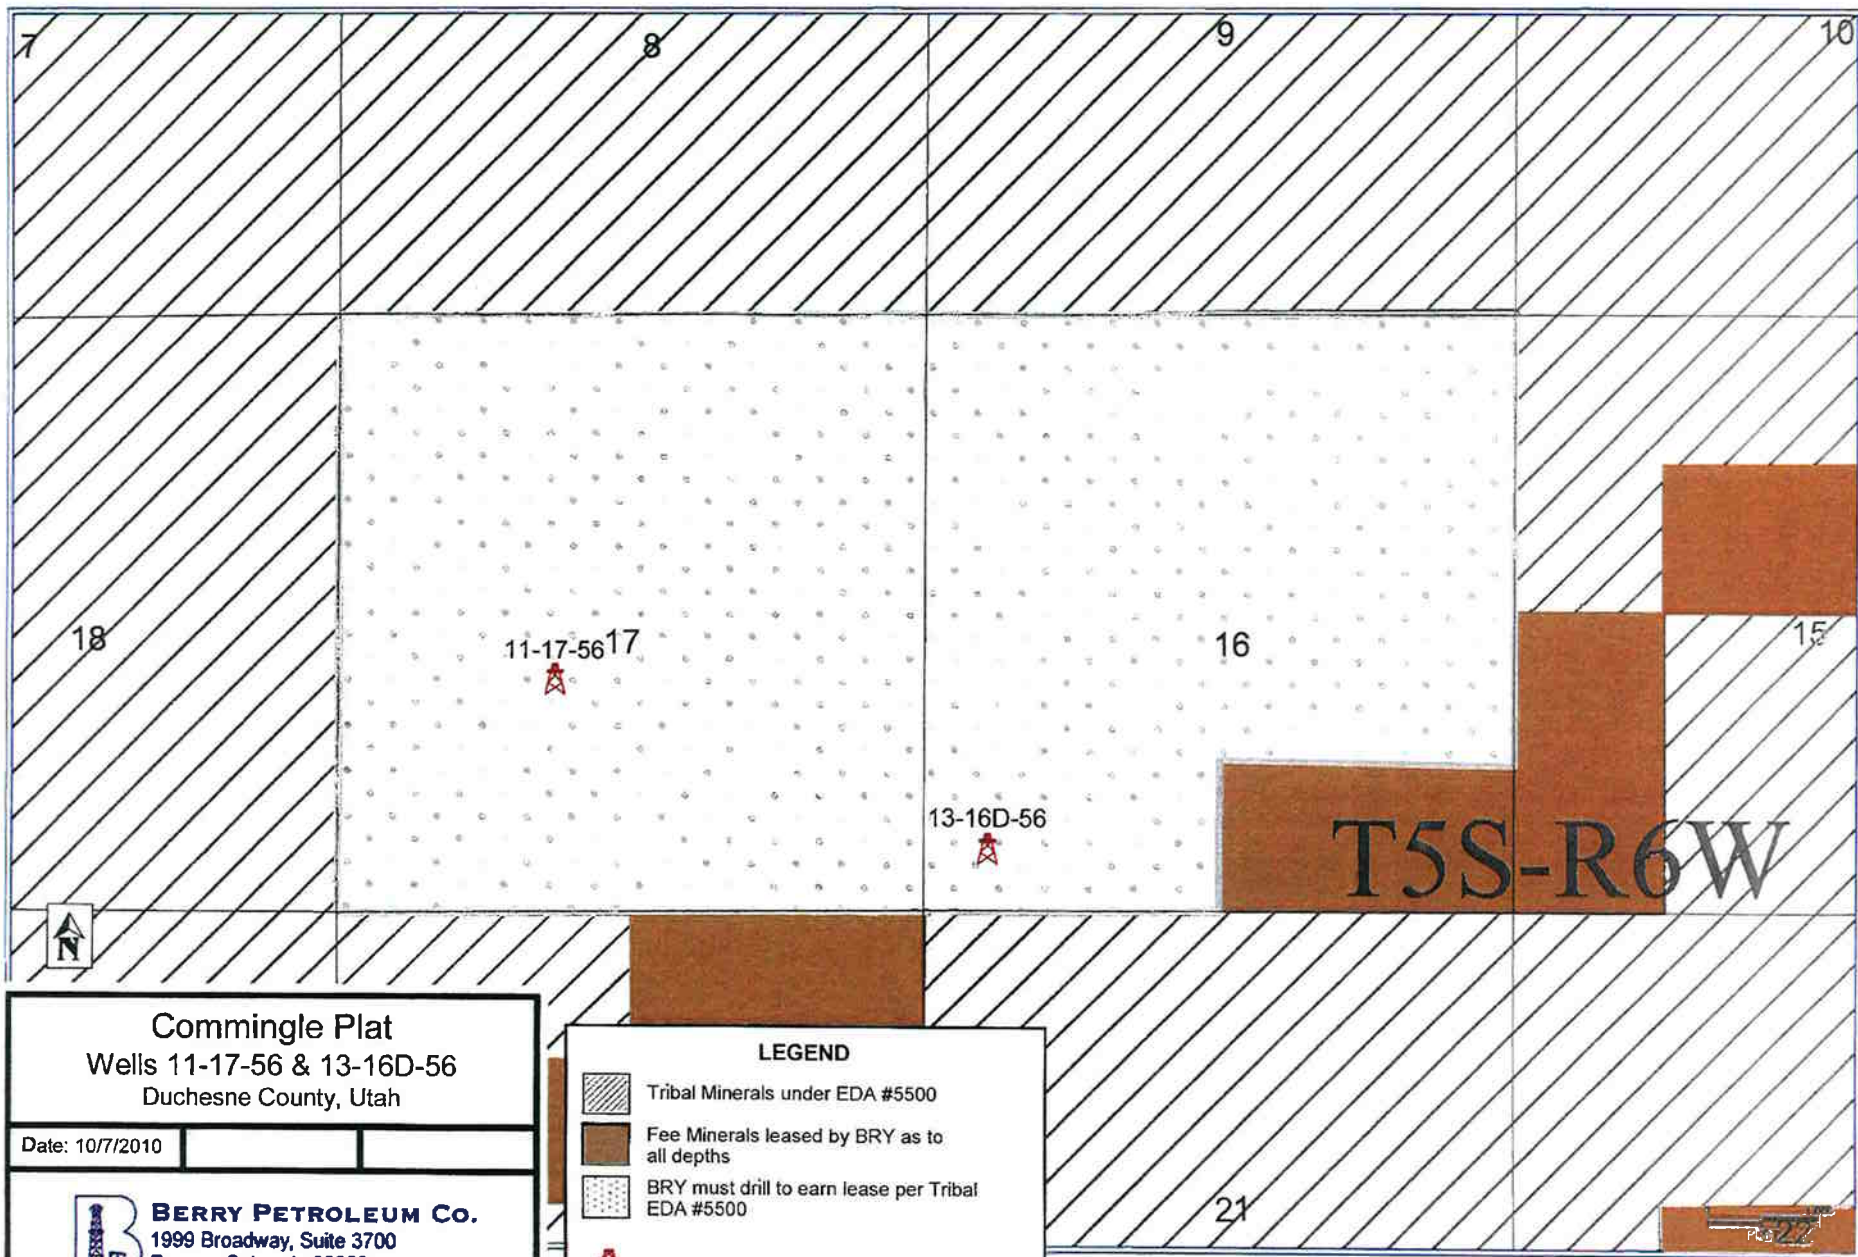 7
8
9
10
18
11-17-56
17
16
15
13-16D-56
T5S-R6W
N
Commingle Plat
Wells 11-17-56 & 13-16D-56
Duchesne County, Utah
Date: 10/7/2010
BERRY PETROLEUM CO.
1999 Broadway, Suite 3700
LEGEND
Tribal Minerals under EDA #5500
Fee Minerals leased by BRY as to
all depths
BRY must drill to earn lease per Tribal
EDA #5500
21
22